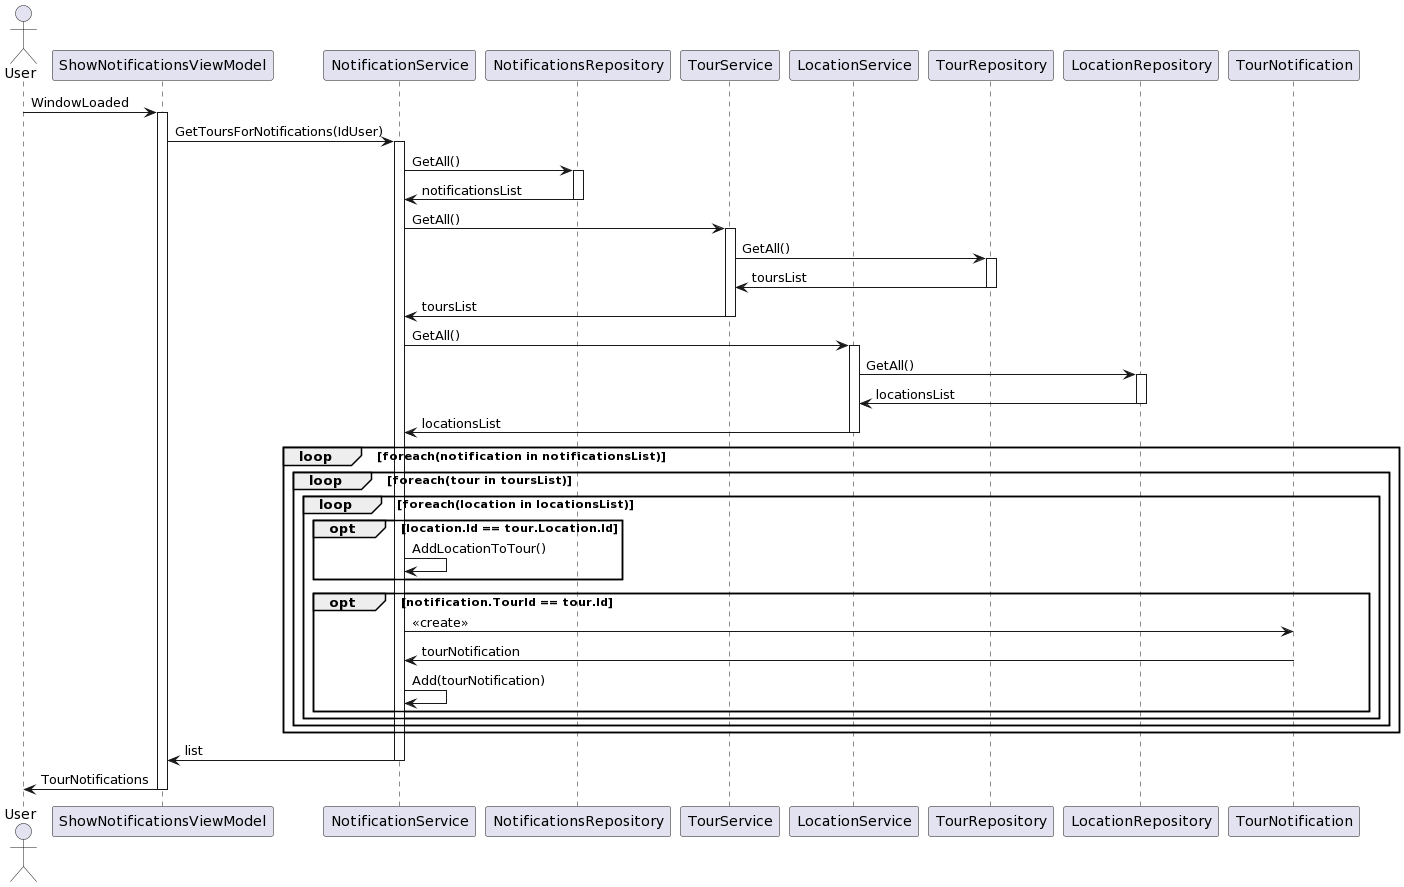 User
ShowNotificationsViewModel
NotificationService
NotificationsRepository
TourService
LocationService
TourRepository
LocationRepository
TourNotification
WindowLoaded
GetToursForNotifications(IdUser)
GetAll()
notificationsList
GetAll()
GetAll()
toursList
toursList
GetAll()
GetAll()
locationsList
locationsList
loop [foreach(notification in notificationsList)]
loop [foreach(tour in toursList)]
loop [foreach(location in locationsList)]
opt [location.Id == tour.Location.Id]
AddLocationToTour()
opt [notification.TourId == tour.Id]
«create»
tourNotification
Add(tourNotification)
list
TourNotifications
User
ShowNotificationsViewModel
NotificationService
NotificationsRepository
TourService
LocationService
TourRepository
LocationRepository
TourNotification